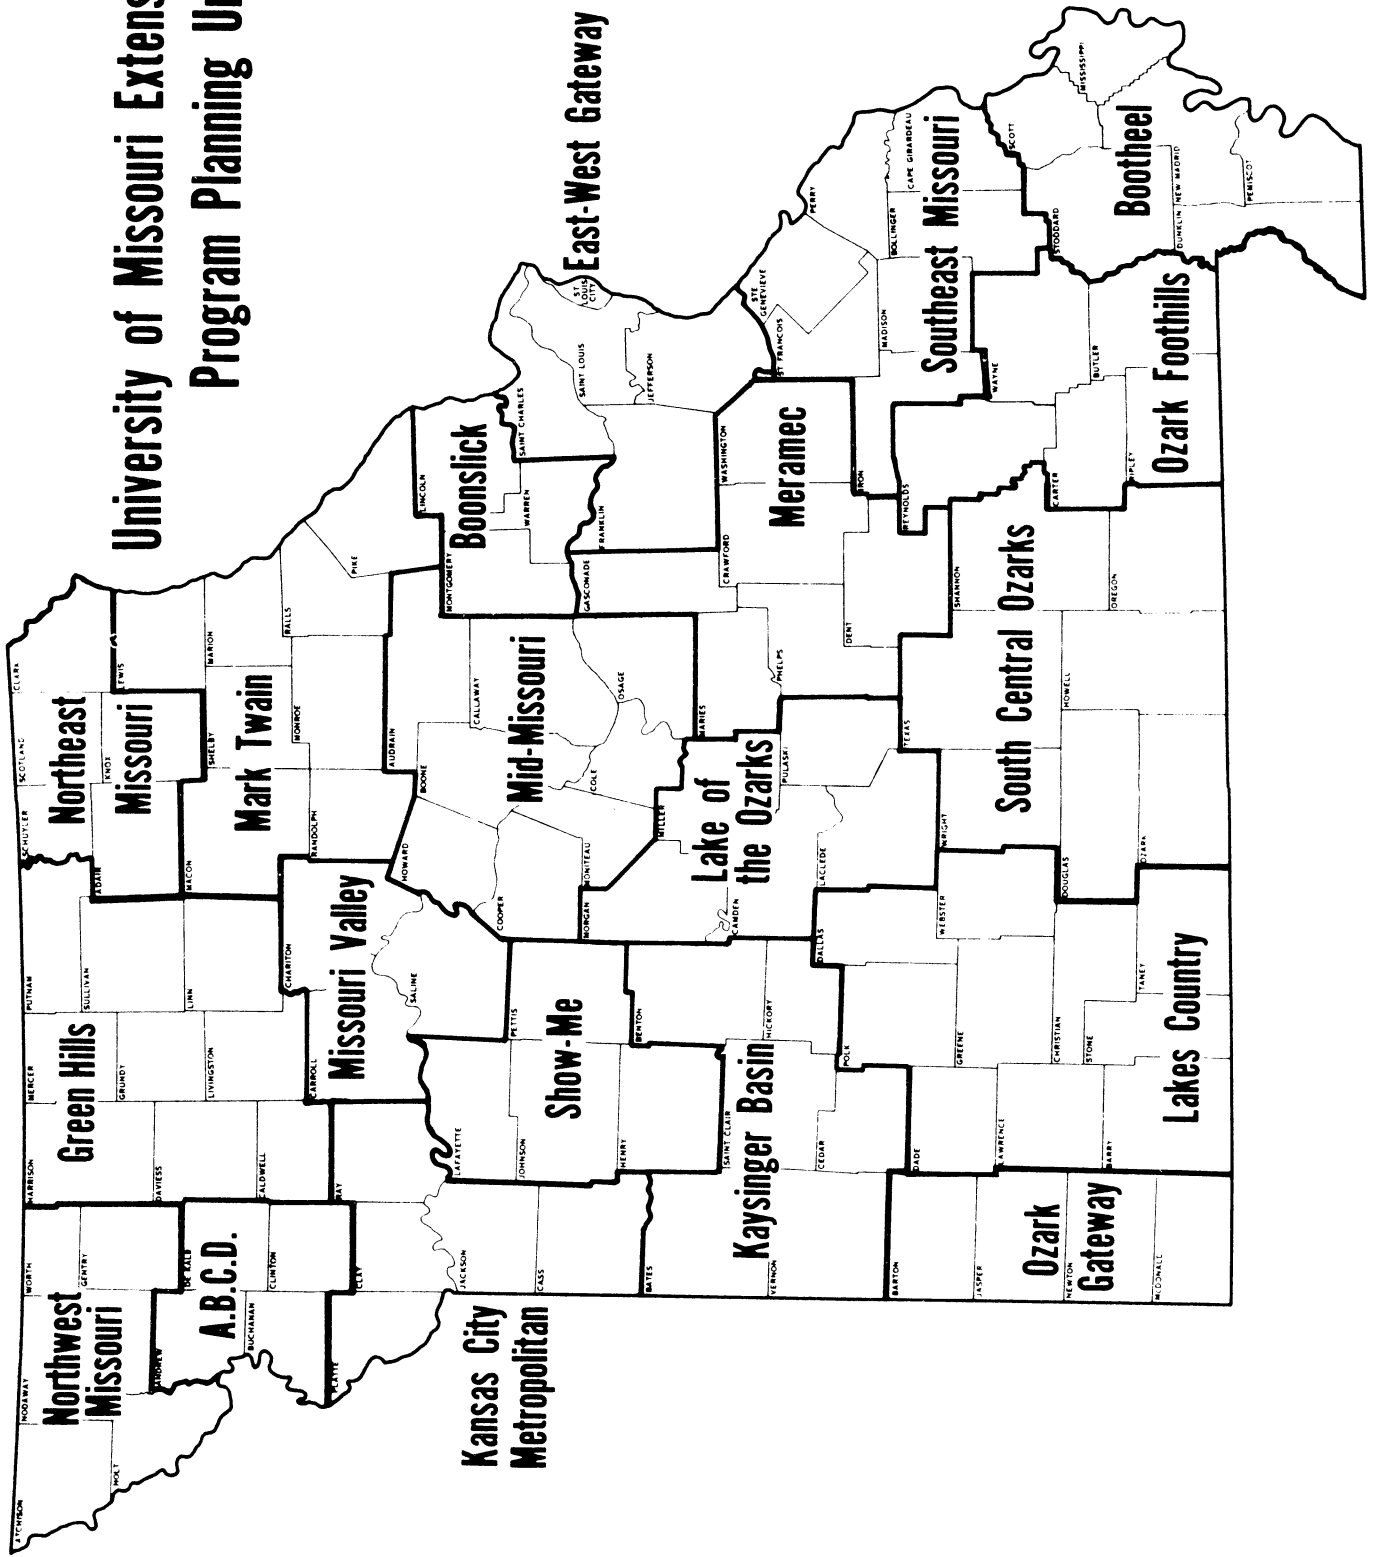 University of Missouri Extens
Program Planning Un
East-West Gateway
Northwest
Missouri
A.B.C.D.
Kansas City
Metropolitan
Green Hills
Northeast
Missouri
Mark Twain
Missouri Valley
Boonslick
Mid-Missouri
Show-Me
Kaysinger Basin
Lake of
the Ozarks
Meramec
Southeast Missouri
Bootheel
Ozark Foothills
South Central Ozarks
Lakes Country
Ozark
Gateway
ATCHISON
NODAWAY
WORTH
HARRISON
MERCER
PUTNAM
SCHUYLER
SCOTLAND
CLARK
HOLT
GENTRY
GRUNDY
SULLIVAN
ADAIR
KNOX
LEWIS
ANDREW
DE KALB
DAVIESS
LIVINGSTON
LINN
MACON
SHELBY
MARION
BUCHANAN
CLINTON
CALDWELL
CARROLL
CHARITON
RANDOLPH
MONROE
RALLS
PIKE
PLATTE
CLAY
RAY
SALINE
HOWARD
BOONE
AUDRAIN
MONTGOMERY
LINCOLN
JACKSON
LAFAYETTE
COOPER
CALLAWAY
WARREN
SAINT CHARLES
CASS
JOHNSON
PETTIS
MONITEAU
COLE
OSAGE
GASCONADE
FRANKLIN
SAINT LOUIS
ST
LOUIS
CITY
JEFFERSON
BATES
HENRY
BENTON
MORGAN
MILLER
MARIES
CRAWFORD
WASHINGTON
STE
GENEVIEVE
ST FRANCOIS
PERRY
VERNON
SAINT CLAIR
HICKORY
CAMDEN
PULASKI
PHELPS
DENT
IRON
MADISON
BOLLINGER
CAPE GIRARDEAU
BARTON
CEDAR
POLK
DALLAS
LACLEDE
TEXAS
REYNOLDS
WAYNE
STODDARD
SCOTT
MISSISSIPPI
JASPER
DADE
GREENE
WEBSTER
WRIGHT
SHANNON
CARTER
BUTLER
NEW MADRID
NEWTON
LAWRENCE
CHRISTIAN
DOUGLAS
HOWELL
OREGON
RIPLEY
DUNKLIN
PEMISCOT
MCDONALD
BARRY
STONE
TANEY
OZARK